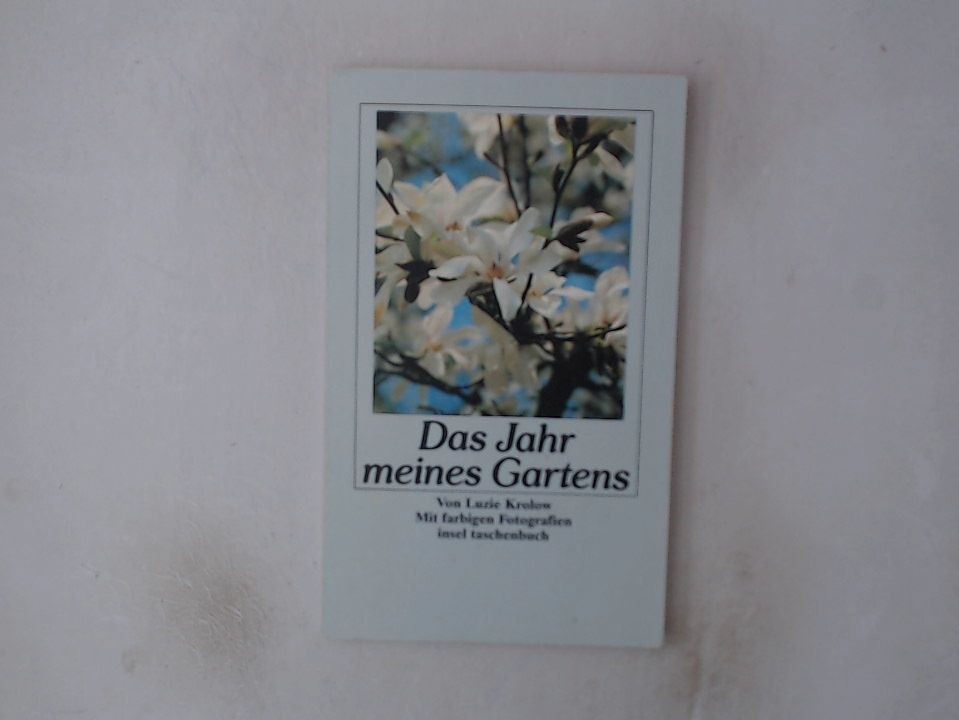 Das Jahr
meines Gartens
Von Luzie Krolow
Mit farbigen Fotografien
insel taschenbuch